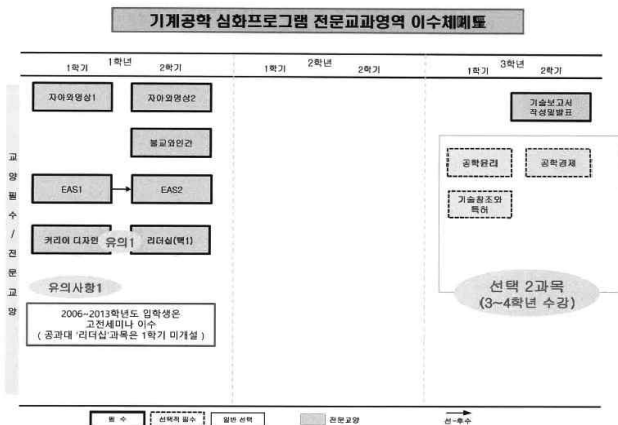 기계공학 심화프로그램 전문교과영역 이수체계도
1학년
1학기 2학기
2학년
1학기 2학기
3학년
1학기 2학기
교양필수/전문교양
자아와명상1 자아와명상2
불교와인간
EAS1 EAS2
커리어 디자인 유의1 리더십(택1)
유의사항1
2006~2013학년도 입학생은
고전세미나 이수
( 공과대 '리더십'과목은 1학기 미개설 )
기술보고서
작성및발표
공학윤리 공학경제
기술창조와
특허
선택 2과목
(3~4학년 수강)
필 수 선택적 필수 일반 선택 전문교양 선-후수